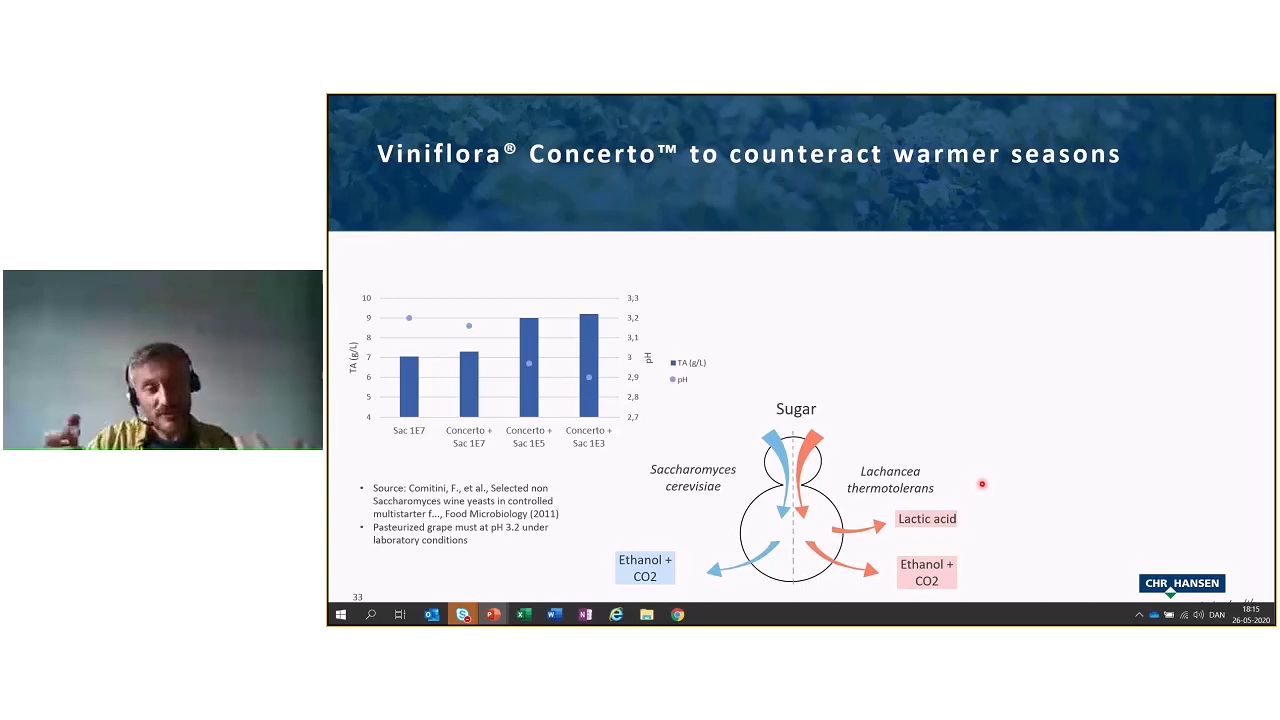 Viniflora® Concerto™ to counteract warmer seasons
10
9
8
7
6
5
4
TA (g/L)
3,3
3,2
3,1
3
2,9
2,8
2,7
pH
Sac 1E7
Concerto +
Sac 1E7
Concerto +
Sac 1E5
Concerto +
Sac 1E3
TA (g/L)
pH
Source: Comitini, F., et al., Selected non
Saccharomyces wine yeasts in controlled
multistarter f..., Food Microbiology (2011)
Pasteurized grape must at pH 3.2 under
laboratory conditions
Sugar
Saccharomyces
cerevisiae
Lachancea
thermotolerans
Lactic acid
Ethanol +
CO2
Ethanol +
CO2
CHR HANSEN
33
DAN
18:15
26-05-2020